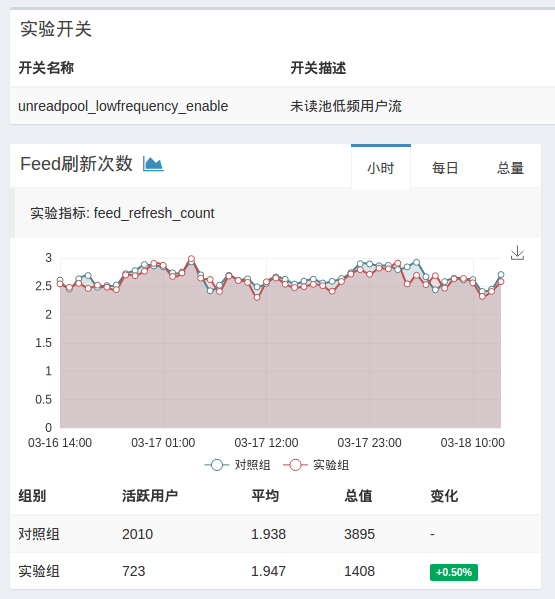 实验开关
开关名称 开关描述
unreadpool_lowfrequency_enable 未读池低频用户流
Feed刷新次数 小时 每日 总量
实验指标: feed_refresh_count
3
2.5
2
1.5
1
0.5
0
03-16 14:00 03-17 01:00 03-17 12:00 03-17 23:00 03-18 10:00
对照组 实验组
组别 活跃用户 平均 总值 变化
对照组 2010 1.938 3895 -
实验组 723 1.947 1408 +0.50%